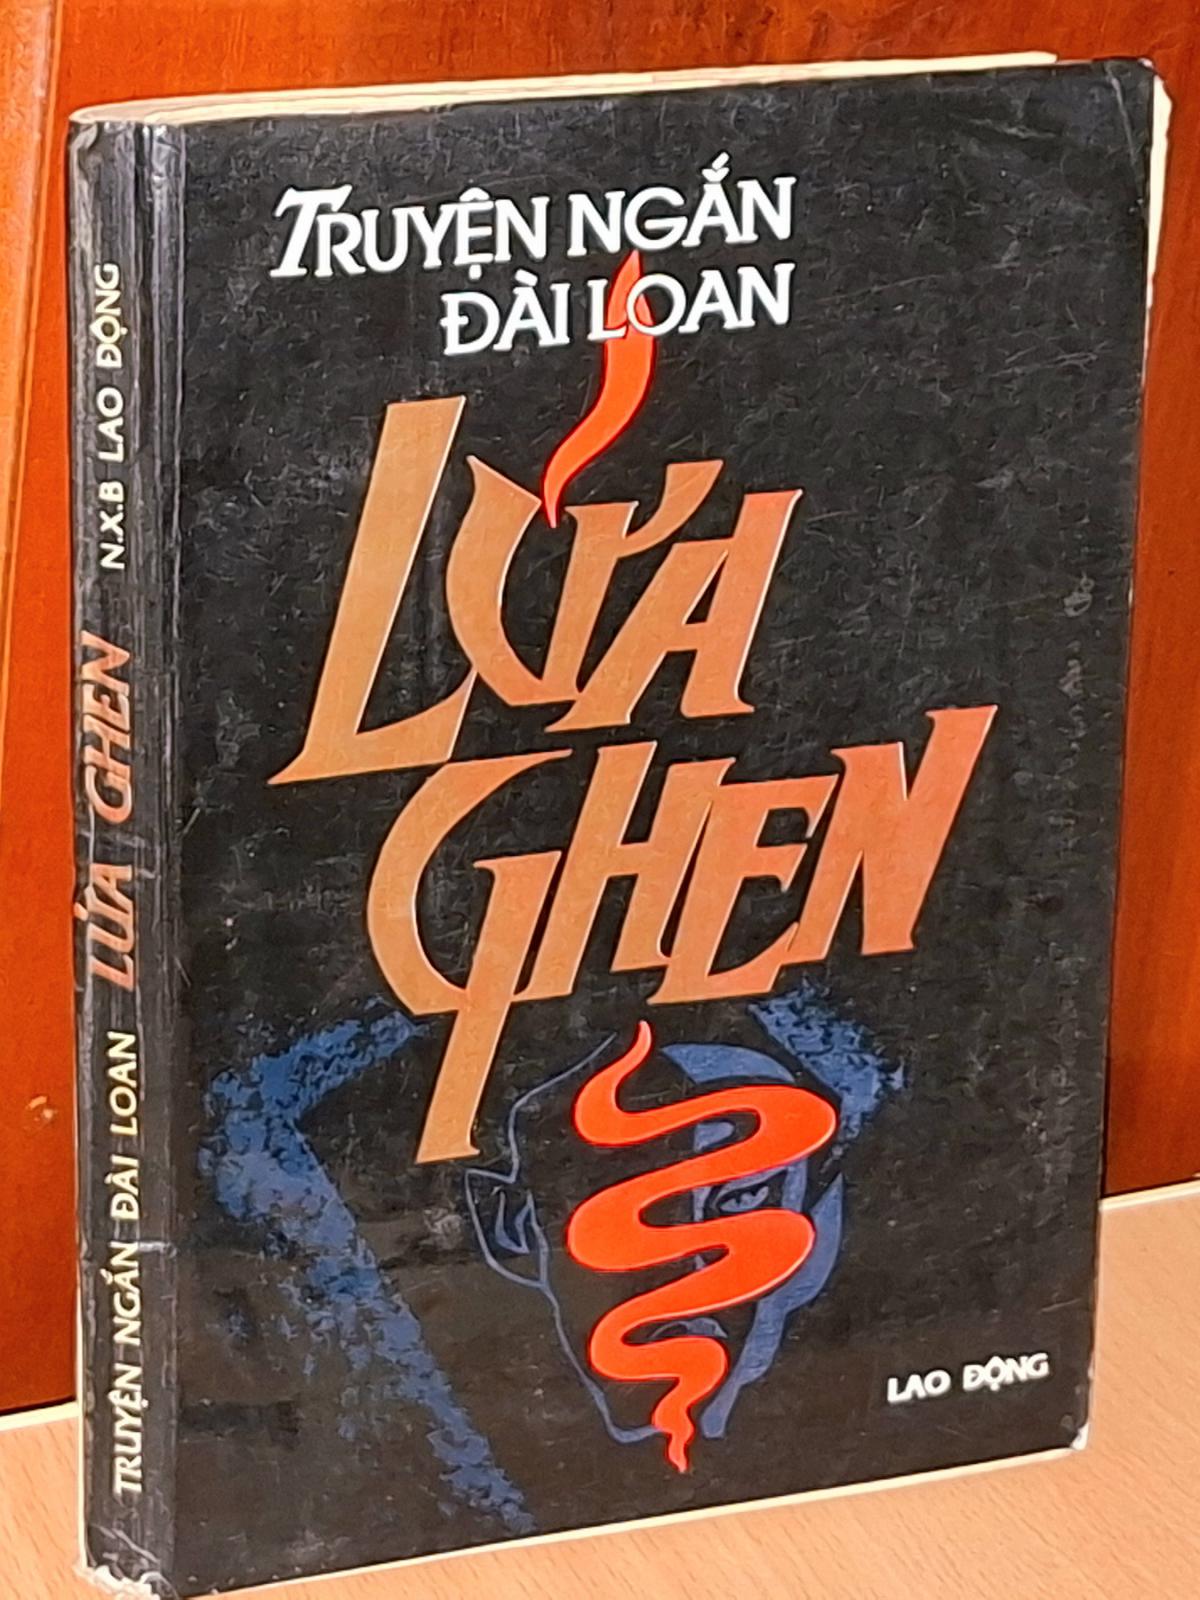 TRUYỆN NGẮN
ĐÀI LOAN
LỬA
GHEN
LAO ĐỘNG
TRUYỆN NGẮN ĐÀI LOAN LỬA GHEN N.X.B LAO ĐỘNG